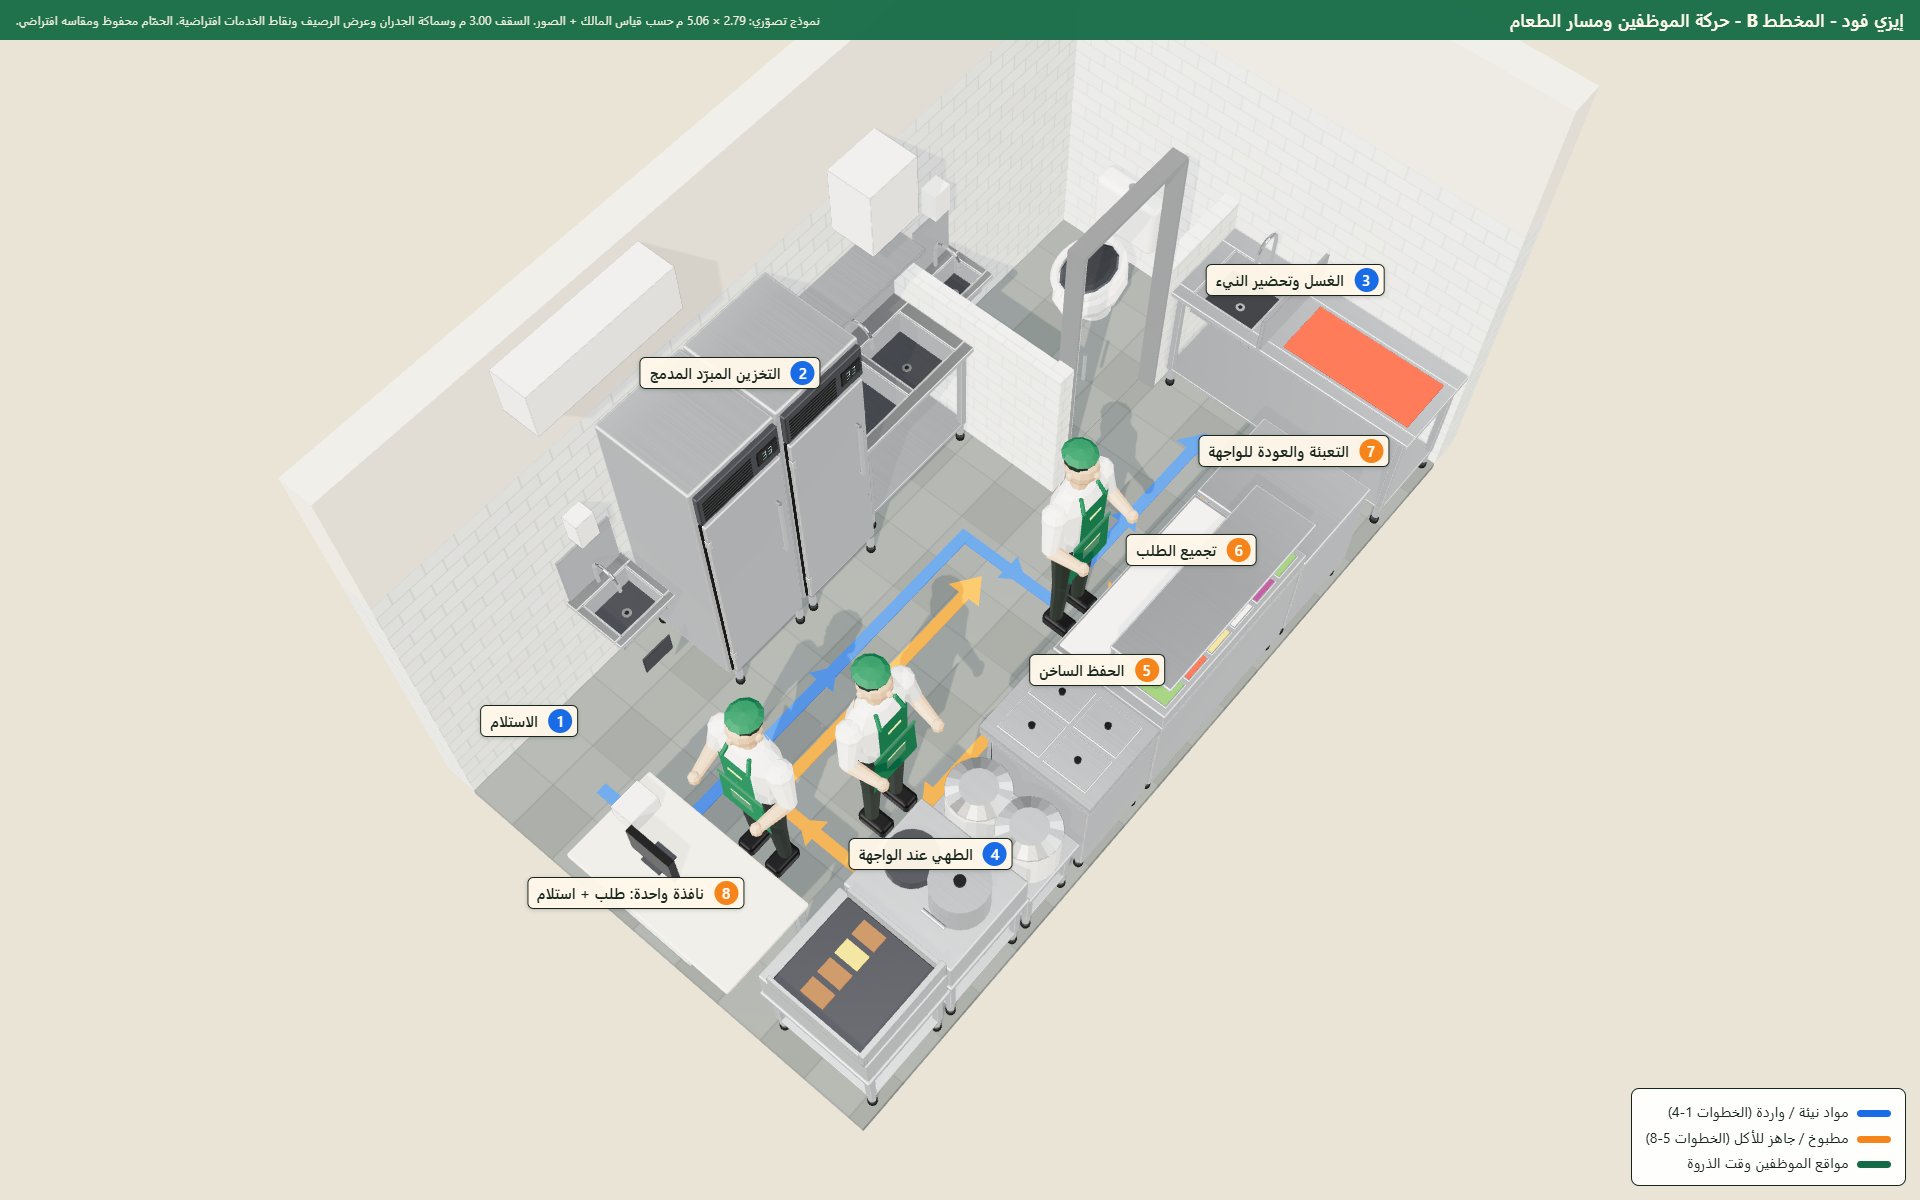 إيزي فود - المخطط B - حركة الموظفين ومسار الطعام
نموذج تصوّري: 2.79 × 5.06 م حسب قياس المالك + الصور. السقف 3.00 م وسماكة الجدران وعرض الرصيف ونقاط الخدمات افتراضية. الحمّام محفوظ ومقاسه افتراضي.
3 الغسل وتحضير النيء
2 التخزين المبرّد المدمج
33
33
7 التعبئة والعودة للواجهة
6 تجميع الطلب
5 الحفظ الساخن
1 الاستلام
4 الطهي عند الواجهة
8 نافذة واحدة: طلب + استلام
مواد نيئة / واردة (الخطوات 1-4)
مطبوخ / جاهز للأكل (الخطوات 5-8)
مواقع الموظفين وقت الذروة